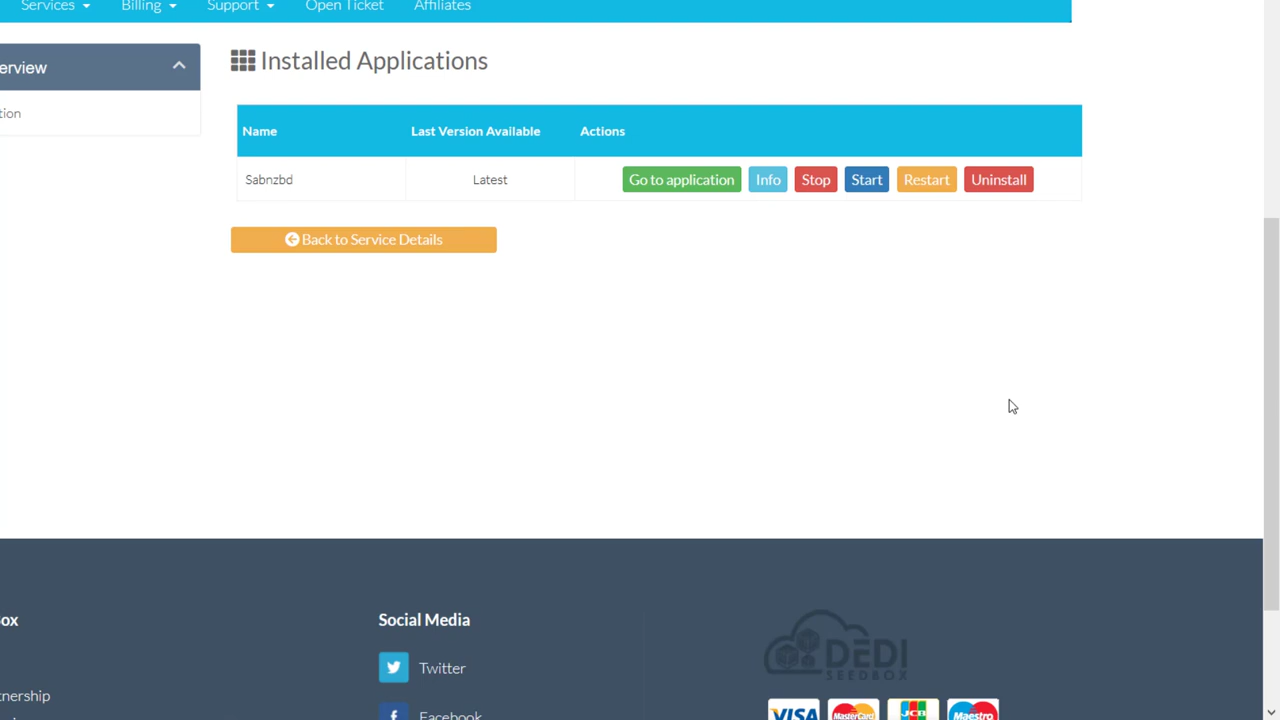 Services Billing Support Open Ticket Affiliates
erview
tion
Installed Applications
Name Last Version Available Actions
Sabnzbd Latest Go to application Info Stop Start Restart Uninstall
Back to Service Details
ox
Social Media
DEDI
SEEDBOX
Twitter
tnership
Facebook
VISA MasterCard JCB Maestro